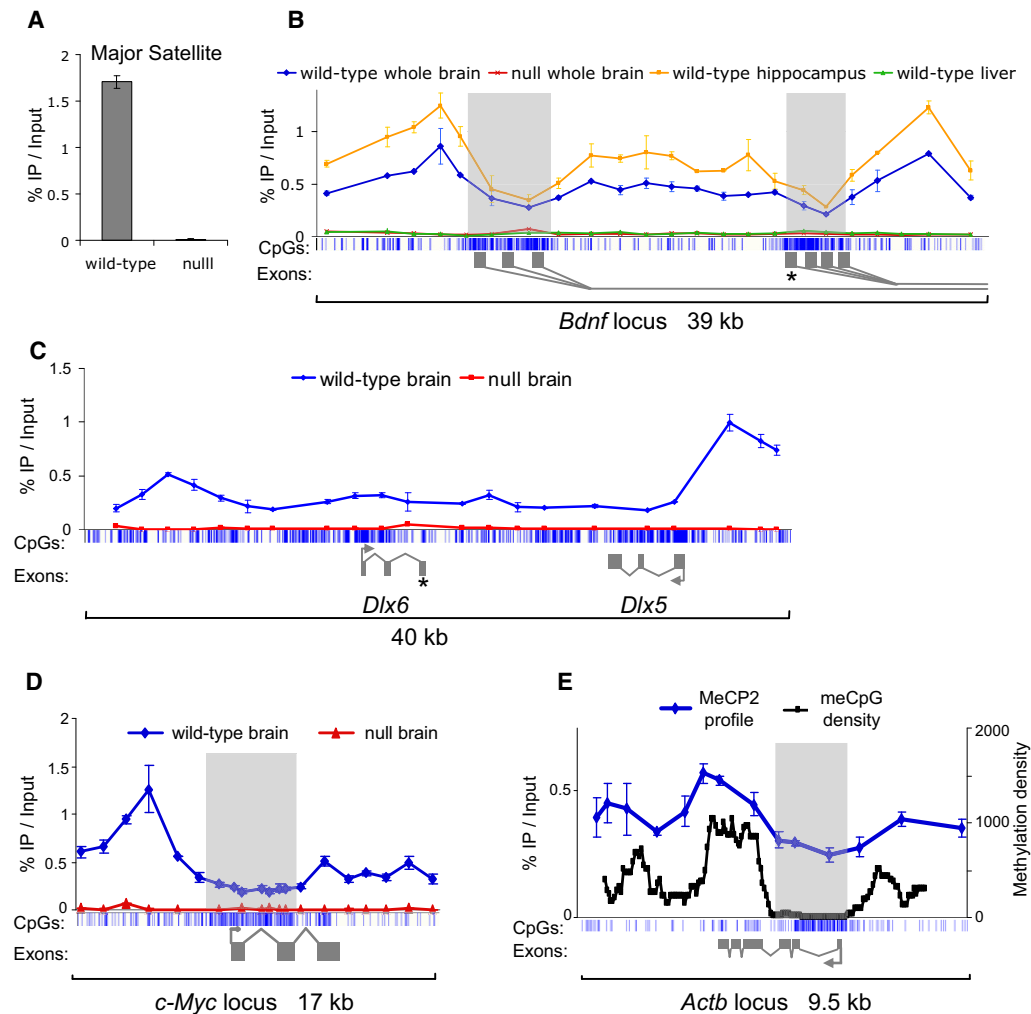 A
Major Satellite
2
1.5
1
0.5
0
% IP / Input
wild-type
nulll
B
wild-type whole brain
null whole brain
wild-type hippocampus
wild-type liver
1
0.5
0
% IP / Input
CpGs:
Exons:
*
Bdnf locus 39 kb
C
1.5
1
0.5
0
% IP / Input
wild-type brain
null brain
CpGs:
Exons:
*
Dlx6
Dlx5
40 kb
D
2
1.5
1
0.5
0
% IP / Input
wild-type brain
null brain
CpGs:
Exons:
c-Myc locus 17 kb
E
MeCP2 profile
meCpG density
0.5
0
% IP / Input
2000
1000
0
Methylation density
CpGs:
Exons:
Actb locus 9.5 kb